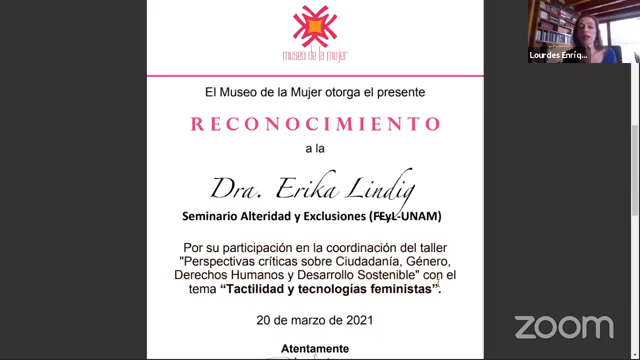 museo de la mujer
El Museo de la Mujer otorga el presente
RECONOCIMIENTO
a la
Dra. Erika Lindig
Seminario Alteridad y Exclusiones (FFyL-UNAM)
Por su participación en la coordinación del taller
"Perspectivas críticas sobre Ciudadanía, Género,
Derechos Humanos y Desarrollo Sostenible" con el
tema “Tactilidad y tecnologías feministas”.
20 de marzo de 2021
Atentamente
Lourdes Enríq...
zoom